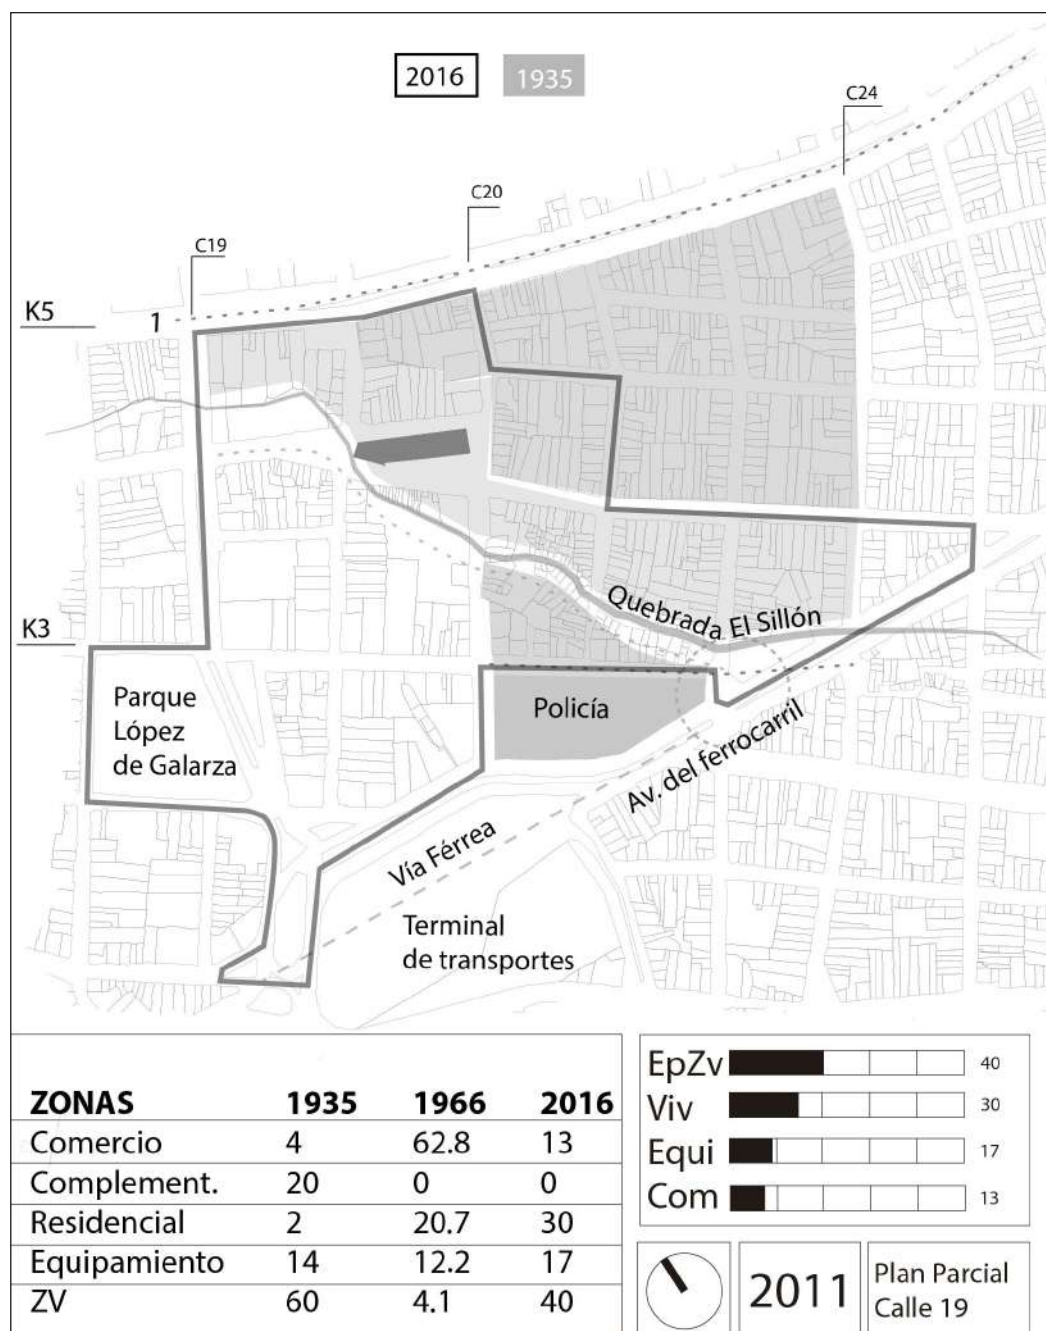 2016 1935
C24
C20
C19
K5
1
Quebrada El Sillón
K3
Parque
López
de Galarza
Policía
Av. del ferrocarril
Vía Férrea
Terminal
de transportes
ZONAS 1935 1966 2016
Comercio 4 62.8 13
Complement. 20 0 0
Residencial 2 20.7 30
Equipamiento 14 12.2 17
ZV 60 4.1 40
EpZv 40
Viv 30
Equi 17
Com 13
2011
Plan Parcial
Calle 19